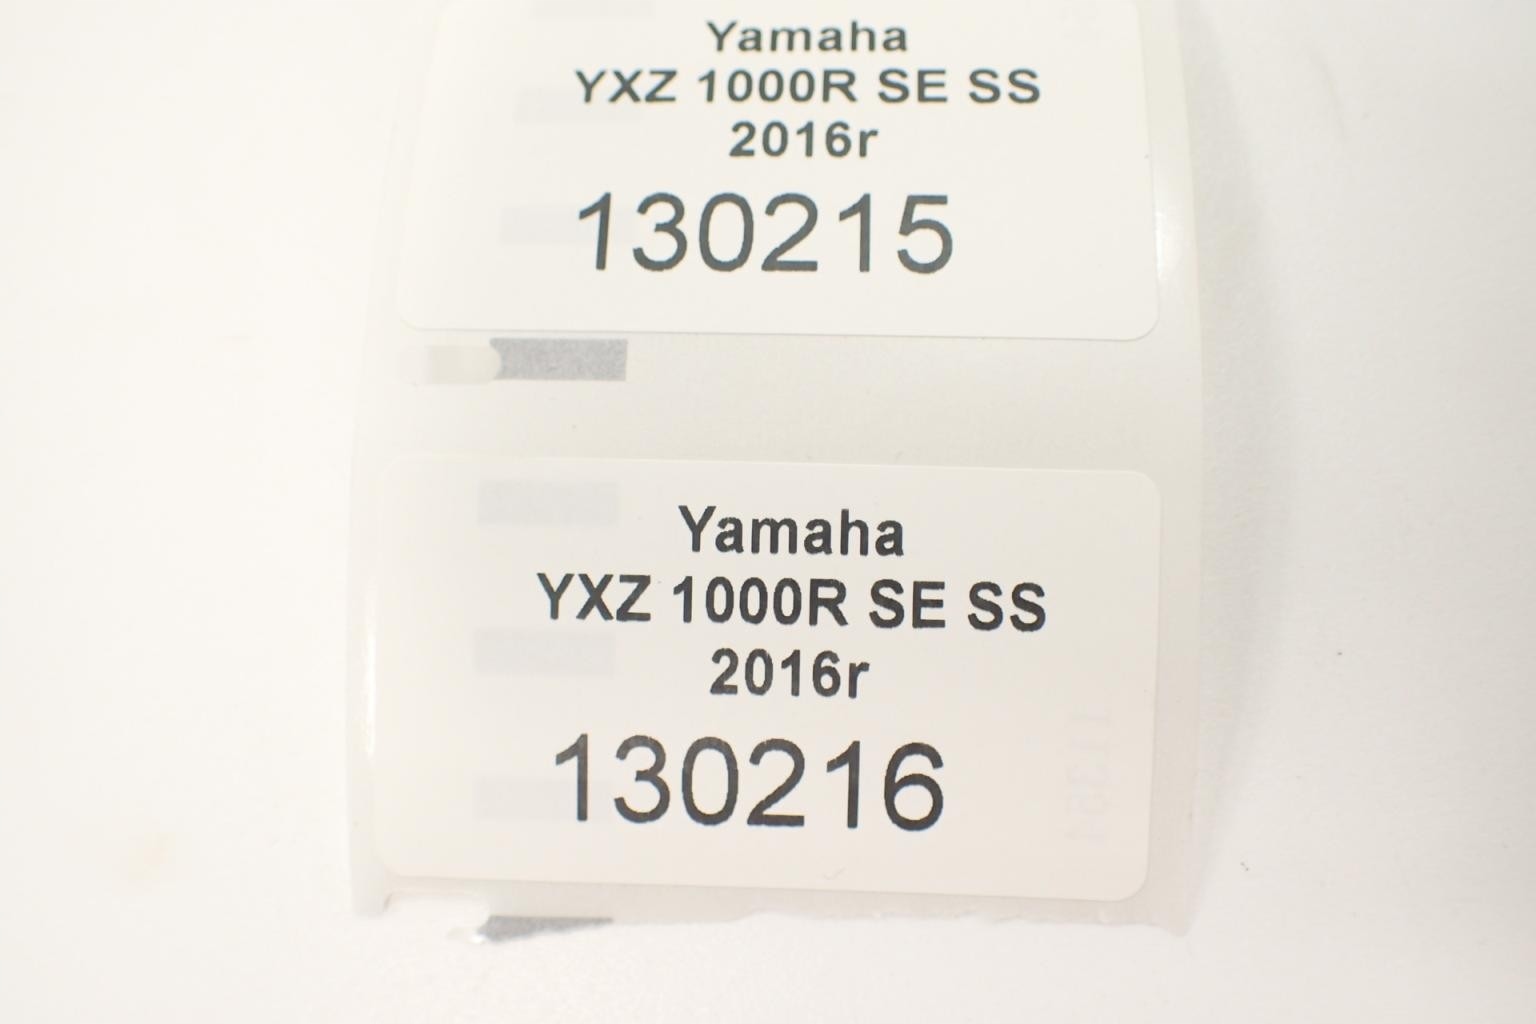 Yamaha
YXZ 1000R SE SS
2016r
130215
Yamaha
YXZ 1000R SE SS
2016r
130216